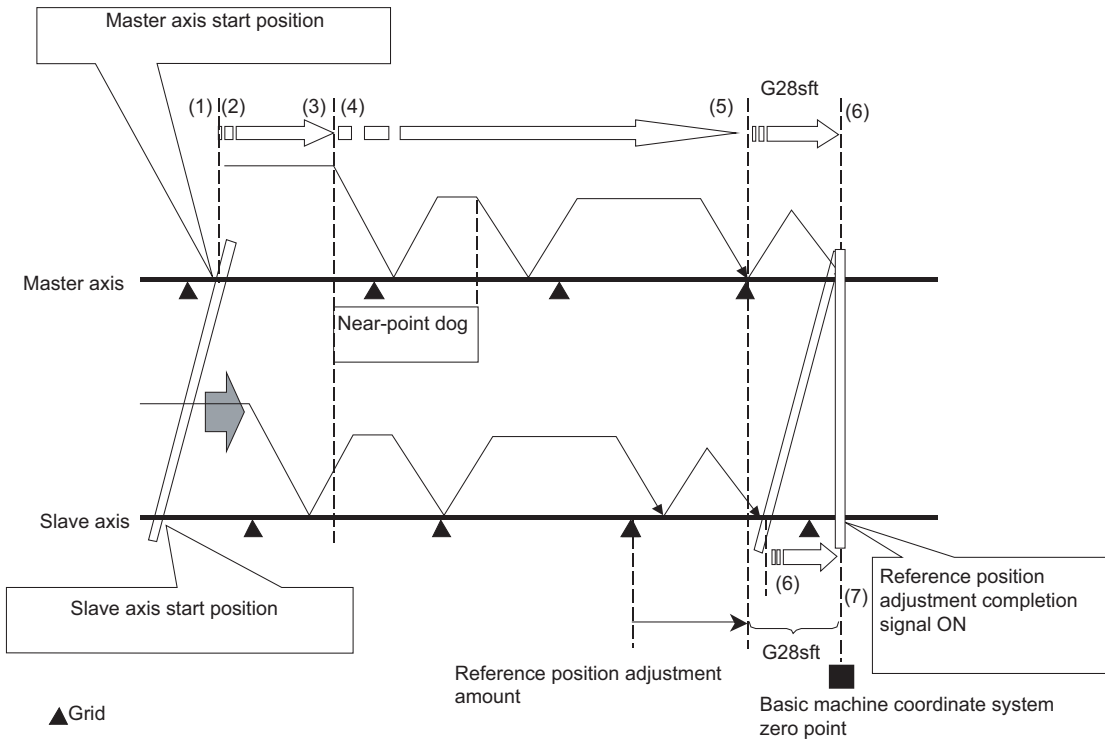 Master axis start position
G28sft
(1) (2) (3) (4) (5) (6)
Master axis
Near-point dog
Slave axis
Slave axis start position
(6)
(7)
Reference position
adjustment completion
signal ON
G28sft
Reference position adjustment
amount
Basic machine coordinate system
zero point
Grid